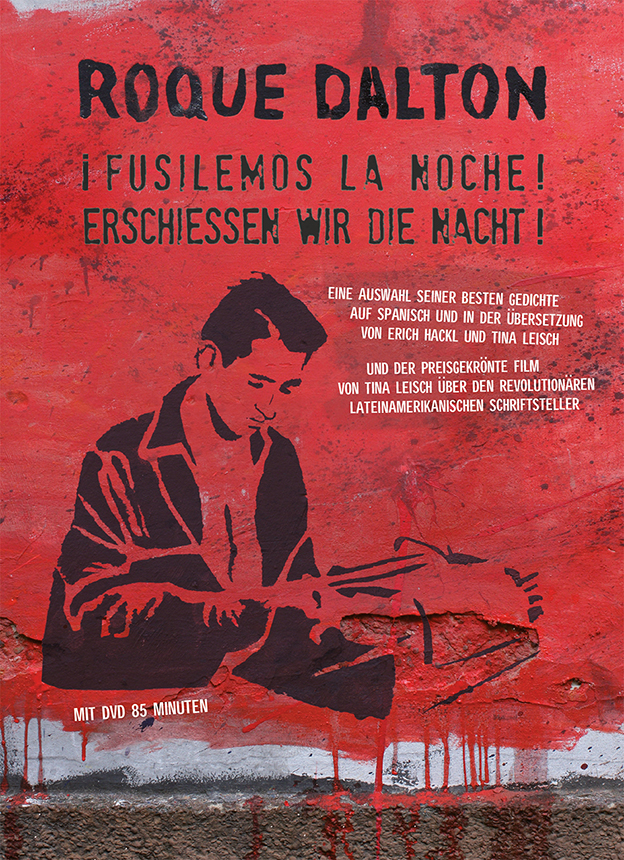 ROQUE DALTON
¡FUSILEMOS LA NOCHE!
ERSCHIESSEN WIR DIE NACHT!
EINE AUSWAHL SEINER BESTEN GEDICHTE
AUF SPANISCH UND IN DER ÜBERSETZUNG
VON ERICH HACKL UND TINA LEISCH
UND DER PREISGEKRÖNTE FILM
VON TINA LEISCH ÜBER DEN REVOLUTIONÄREN
LATEINAMERIKANISCHEN SCHRIFTSTELLER
MIT DVD 85 MINUTEN